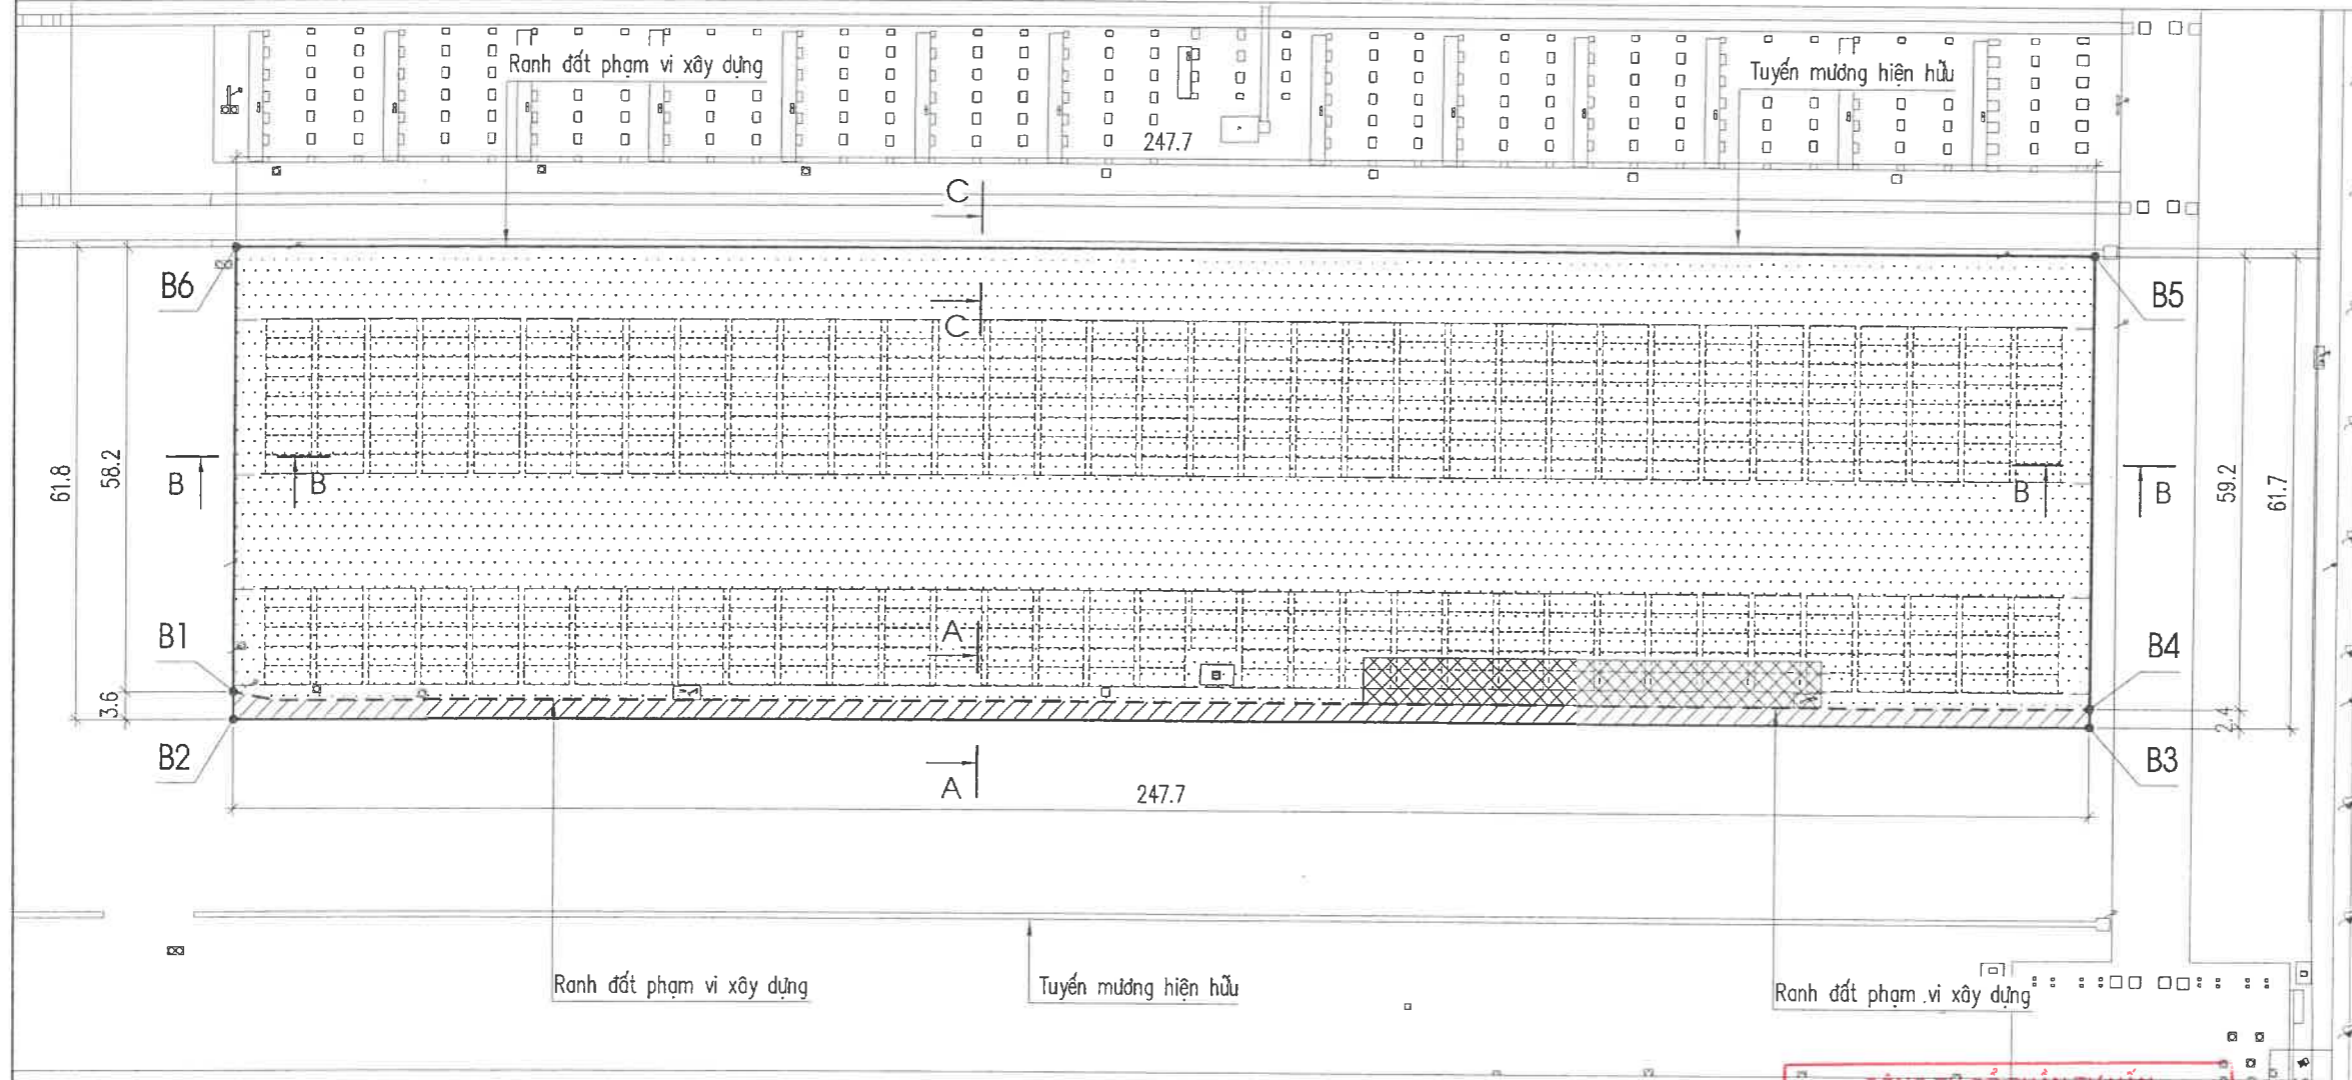 Ranh đất phạm vi xây dựng
Tuyến mương hiện hữu
247.7
C
B6
B5
C
61.8
58.2
59.2
61.7
B
B
B
B
B1
A
B4
3.6
2.4
B2
B3
A
247.7
Ranh đất phạm vi xây dựng
Tuyến mương hiện hữu
Ranh đất phạm vi xây dựng